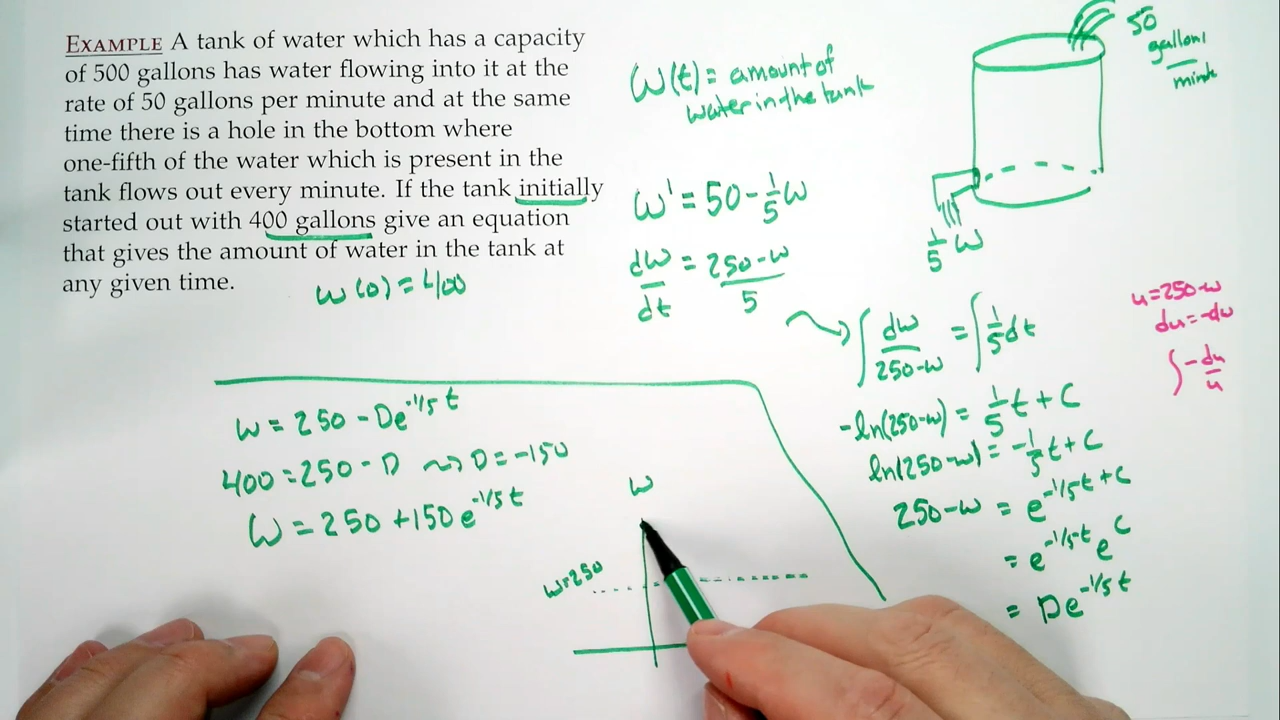 EXAMPLE A tank of water which has a capacity
of 500 gallons has water flowing into it at the
rate of 50 gallons per minute and at the same
time there is a hole in the bottom where
one-fifth of the water which is present in the
tank flows out every minute. If the tank initially
started out with 400 gallons give an equation
that gives the amount of water in the tank at
any given time.
w(0)=400
W(t) = amount of
water in the tank
W' = 50 - 1/5 W
dw/dt = (250-w)/5
50
gallons
minute
1/5 W
∫ dw/(250-w) = ∫ 1/5 dt
-ln(250-w) = 1/5 t + C
ln(250-w) = -1/5 t + C
250-w = e^(-1/5 t + C)
= e^(-1/5 t) e^C
= De^(-1/5 t)
u=250-w
du=-dw
∫ -du/u
w = 250 - De^(-1/5 t)
400 = 250 - D ⇝ D = -150
W = 250 + 150e^(-1/5 t)
W
W=250